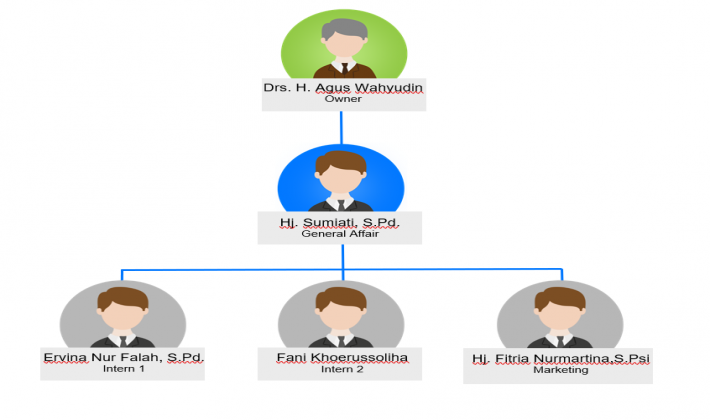 Drs. H. Agus Wahyudin
Owner
Hj. Sumiati, S.Pd.
General Affair
Ervina Nur Falah, S.Pd.
Intern 1
Fani Khoerussoliha
Intern 2
Hj. Fitria Nurmartina,S.Psi
Marketing